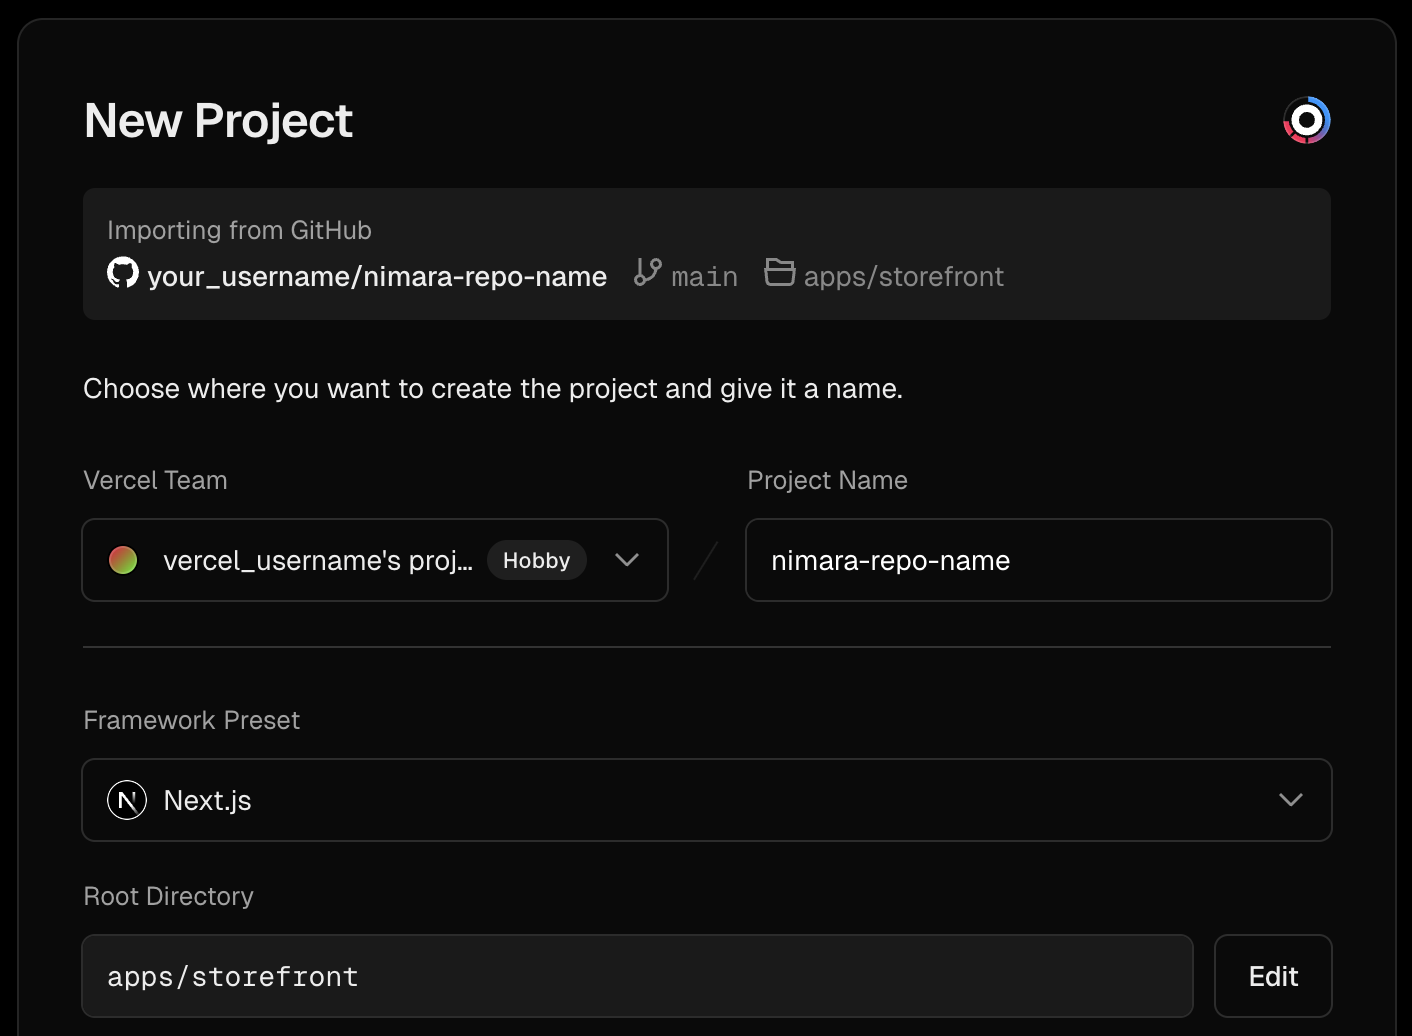 New Project
Importing from GitHub
your_username/nimara-repo-name main apps/storefront
Choose where you want to create the project and give it a name.
Vercel Team
Project Name
vercel_username's proj... Hobby
nimara-repo-name
Framework Preset
Next.js
Root Directory
apps/storefront
Edit